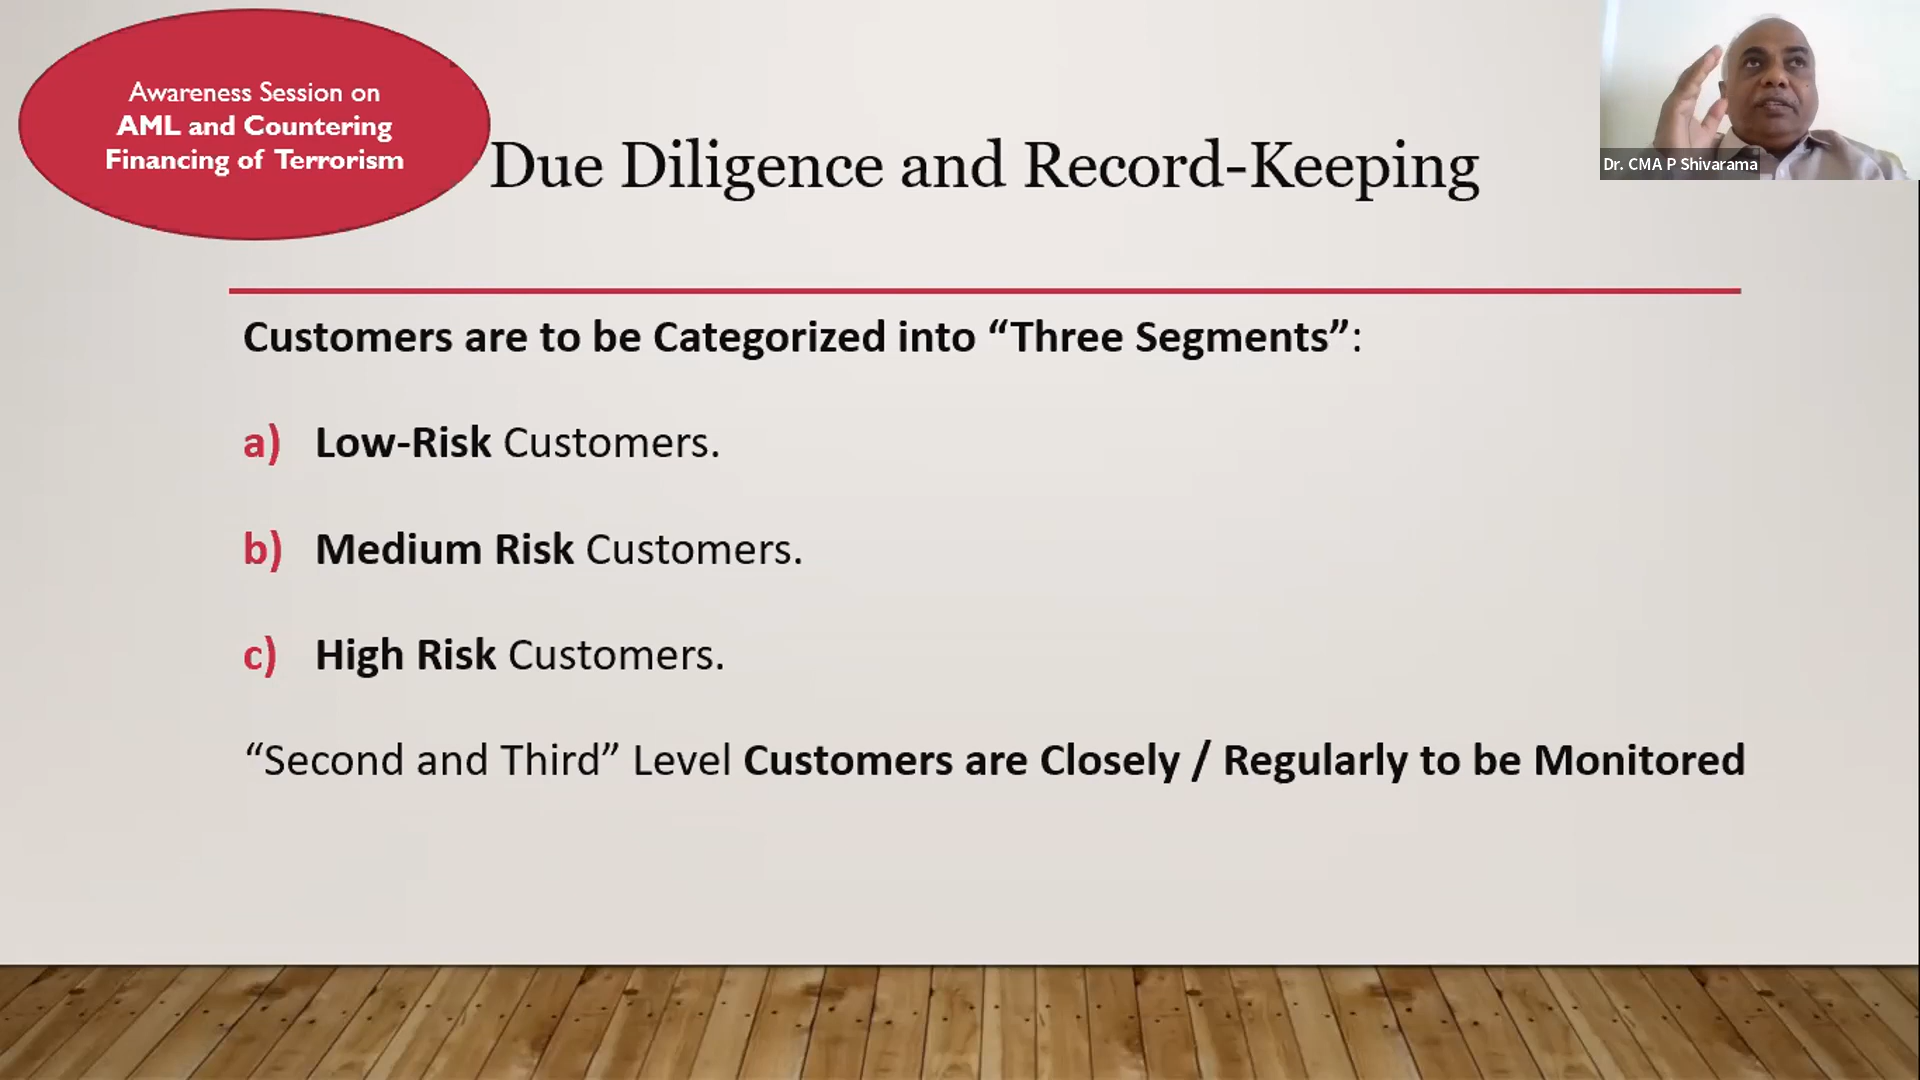 Awareness Session on
AML and Countering
Financing of Terrorism
Due Diligence and Record-Keeping
Dr. CMA P Shivarama
Customers are to be Categorized into “Three Segments”:
a) Low-Risk Customers.
b) Medium Risk Customers.
c) High Risk Customers.
“Second and Third” Level Customers are Closely / Regularly to be Monitored